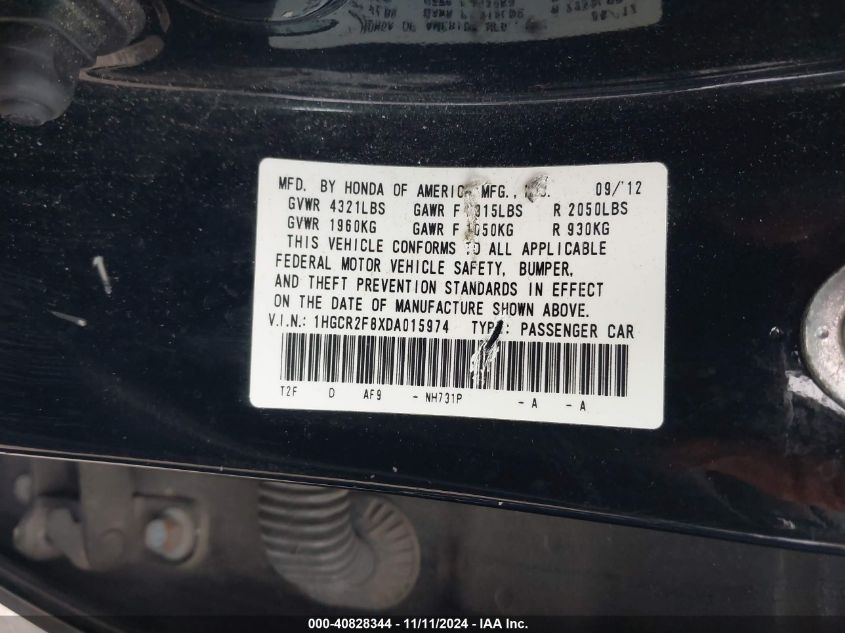 MFD. BY HONDA OF AMERICA MFG., 09/'12
GVWR 4321LBS GAWR F 315LBS R 2050LBS
GVWR 1960KG GAWR F 050KG R 930KG
THIS VEHICLE CONFORMS TO ALL APPLICABLE
FEDERAL MOTOR VEHICLE SAFETY, BUMPER,
AND THEFT PREVENTION STANDARDS IN EFFECT
ON THE DATE OF MANUFACTURE SHOWN ABOVE.
V.I.N.: 1HGCR2F8XDA015974 TYPE: PASSENGER CAR
T2F D AF9 - NH731P - A - A
000-40828344 - 11/11/2024 - IAA Inc.